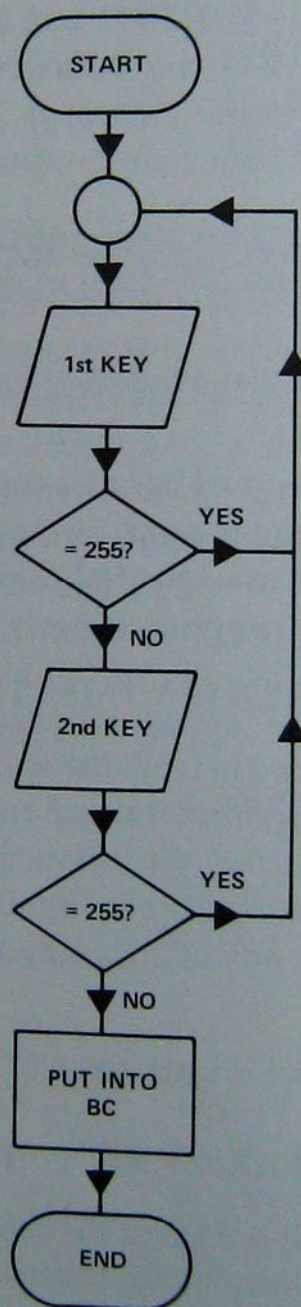 START
1st KEY
= 255?
YES
NO
2nd KEY
= 255?
YES
NO
PUT INTO
BC
END